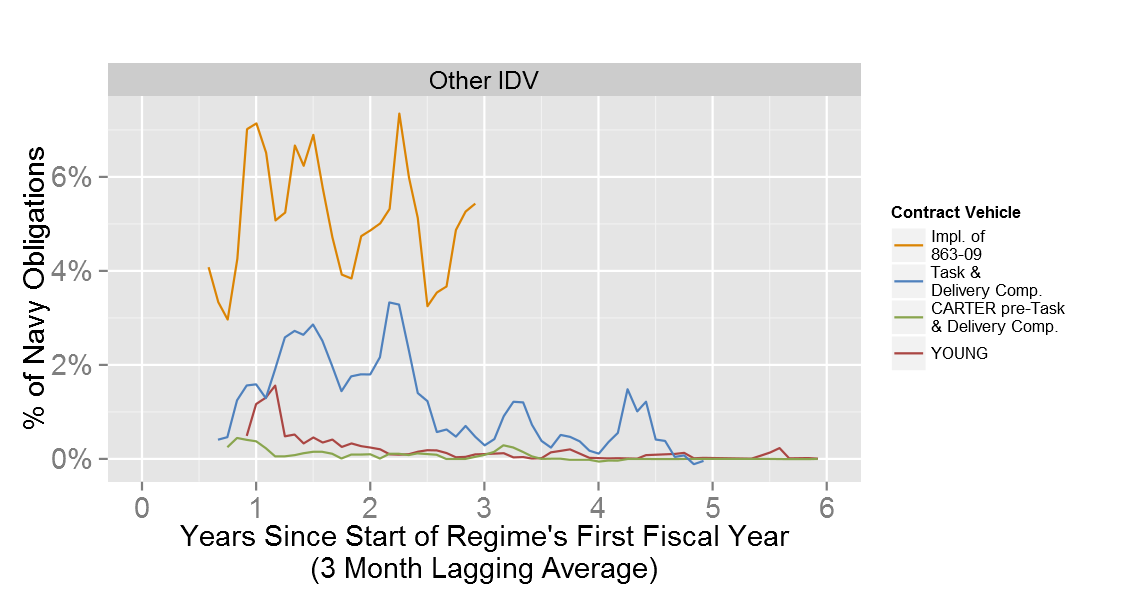 Other IDV
% of Navy Obligations
6%
4%
2%
0%
0 1 2 3 4 5 6
Years Since Start of Regime's First Fiscal Year
(3 Month Lagging Average)
Contract Vehicle
Impl. of
863-09
Task &
Delivery Comp.
CARTER pre-Task
& Delivery Comp.
YOUNG